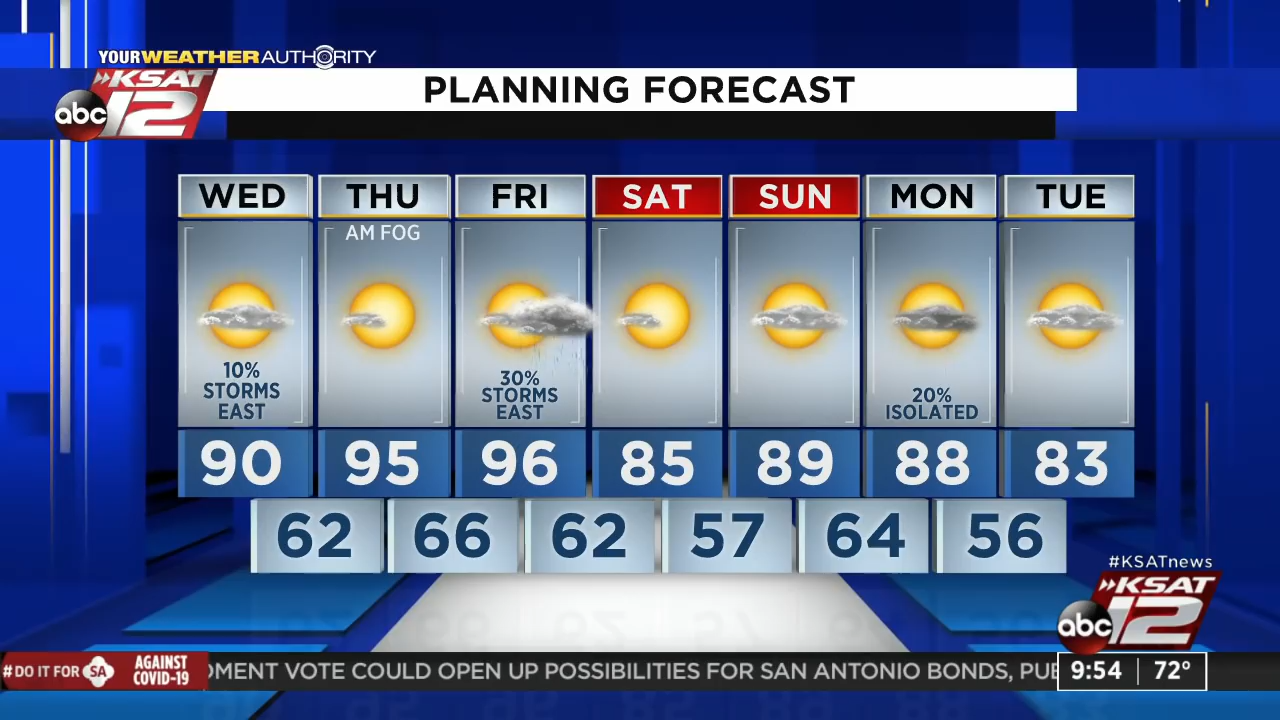 YOURWEATHERAUTHORITY
KSAT
abc 12
PLANNING FORECAST
WED THU FRI SAT SUN MON TUE
AM FOG
10%
STORMS
EAST
30%
STORMS
EAST
20%
ISOLATED
90 95 96 85 89 88 83
62 66 62 57 64 56
#KSATnews
KSAT
abc 12
#DO IT FOR SA
AGAINST
COVID-19
OMENT VOTE COULD OPEN UP POSSIBILITIES FOR SAN ANTONIO BONDS, PUB
9:54 72°